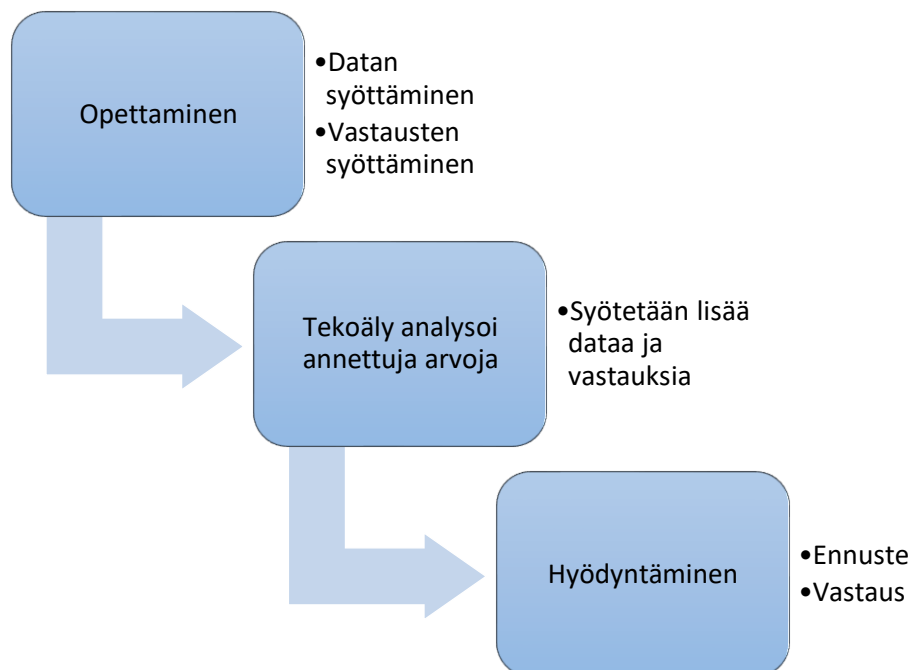 Opettaminen
•Datan
syöttäminen
•Vastausten
syöttäminen
Tekoäly analysoi
annettuja arvoja
•Syötetään lisää
dataa ja
vastauksia
Hyödyntäminen
•Ennuste
•Vastaus